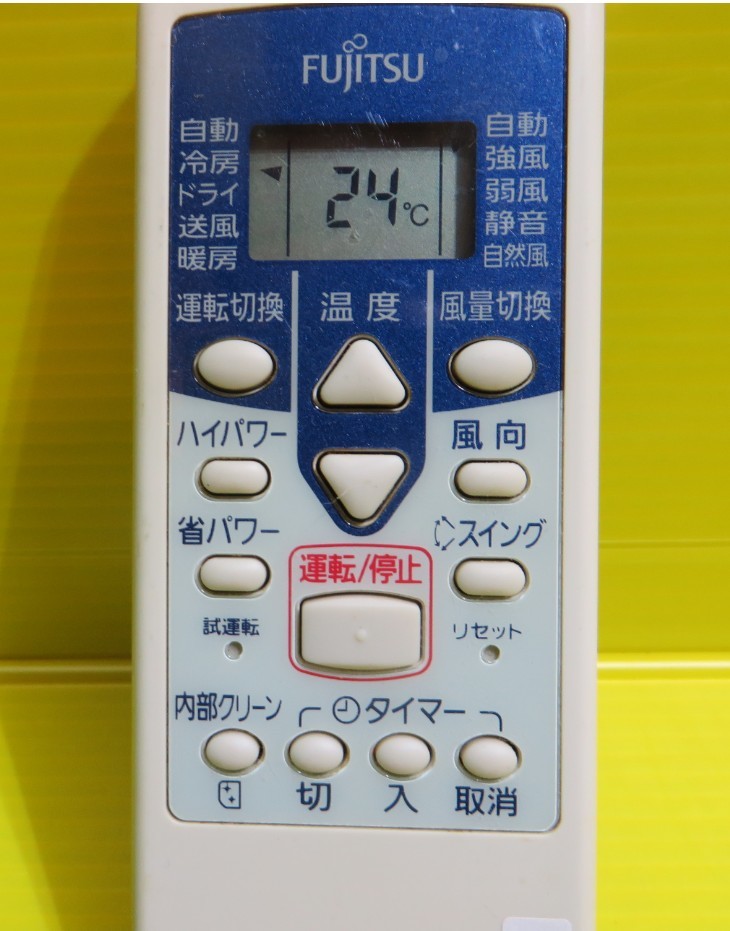 FUJITSU
自動
冷房
ドライ
送風
暖房
24℃
自動
強風
弱風
静音
自然風
運転切換
温度
風量切換
ハイパワー
風向
省パワー
スイング
運転/停止
試運転
リセット
内部クリーン
タイマー
切
入
取消